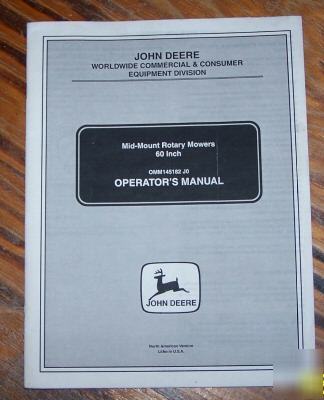 JOHN DEERE
WORLDWIDE COMMERCIAL & CONSUMER
EQUIPMENT DIVISION
Mid-Mount Rotary Mowers
60 Inch
OMM145182 J0
OPERATOR'S MANUAL
JOHN DEERE
North American Version
Litho in U.S.A.